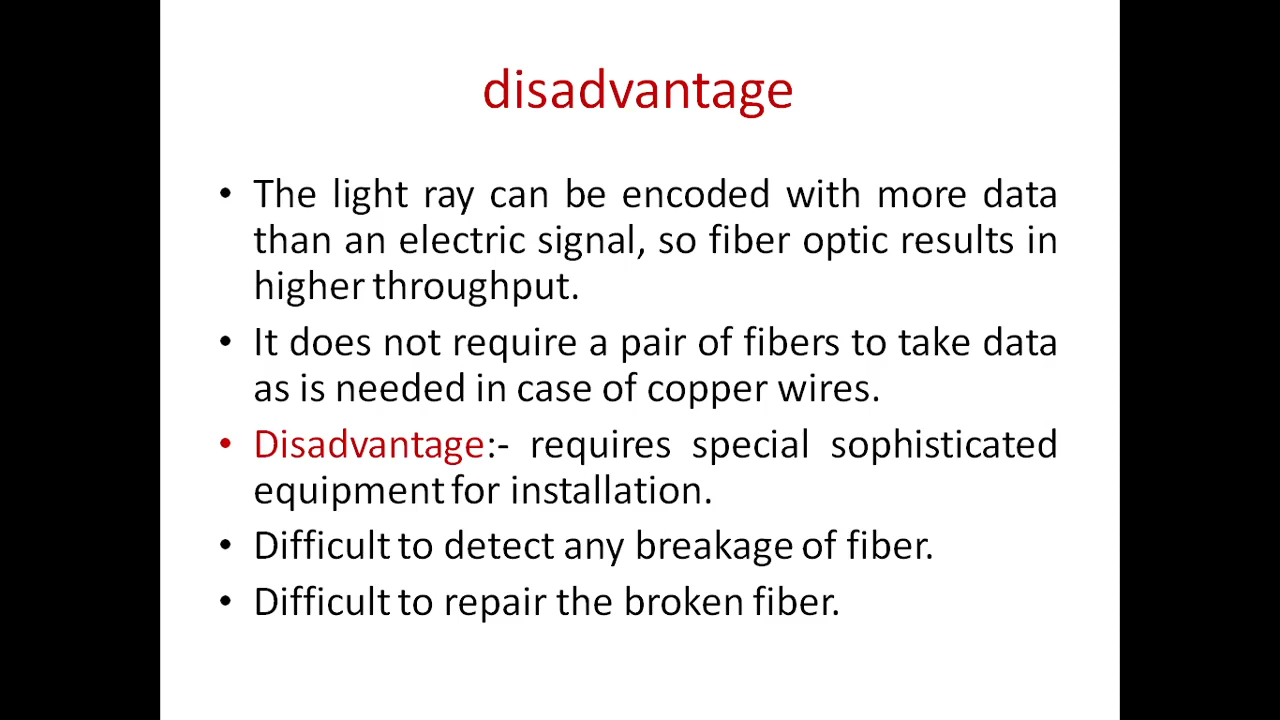 disadvantage
• The light ray can be encoded with more data
than an electric signal, so fiber optic results in
higher throughput.
• It does not require a pair of fibers to take data
as is needed in case of copper wires.
• Disadvantage:- requires special sophisticated
equipment for installation.
• Difficult to detect any breakage of fiber.
• Difficult to repair the broken fiber.